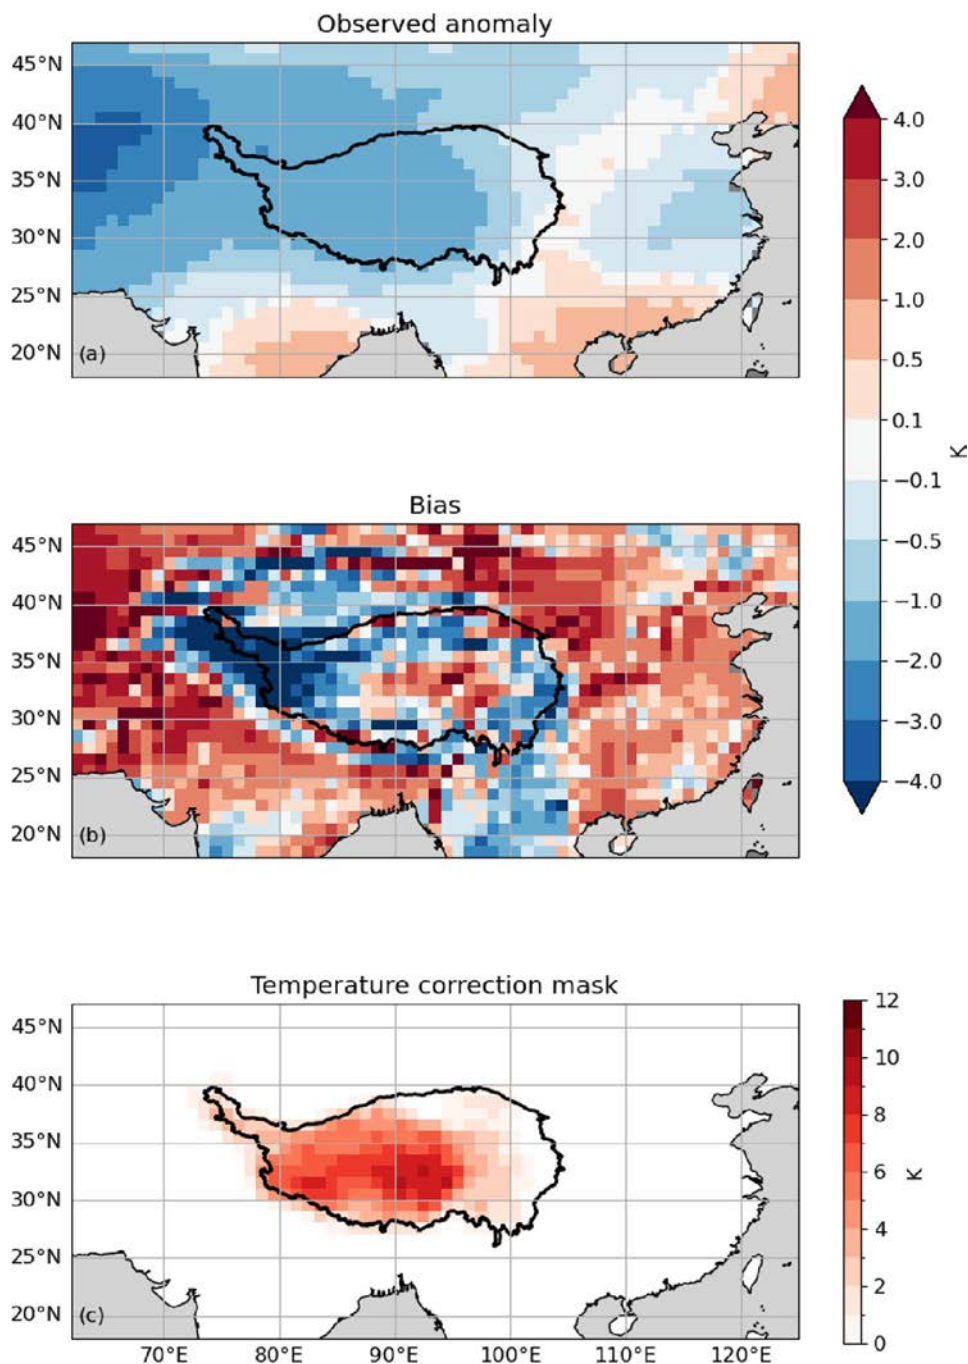 Observed anomaly
45°N
40°N
35°N
30°N
25°N
20°N
(a)
4.0
3.0
2.0
1.0
0.5
0.1
−0.1
−0.5
−1.0
−2.0
−3.0
−4.0
K
Bias
45°N
40°N
35°N
30°N
25°N
20°N
(b)
Temperature correction mask
45°N
40°N
35°N
30°N
25°N
20°N
(c)
70°E 80°E 90°E 100°E 110°E 120°E
12
10
8
6
4
2
0
K